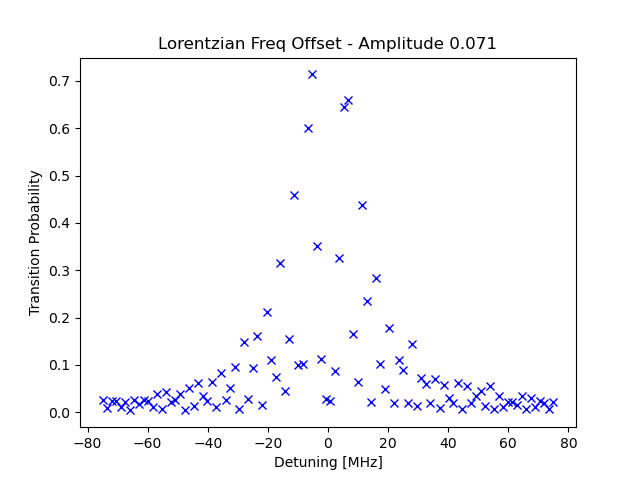 Lorentzian Freq Offset - Amplitude 0.071
Transition Probability
0.7
0.6
0.5
0.4
0.3
0.2
0.1
0.0
−80 −60 −40 −20 0 20 40 60 80
Detuning [MHz]